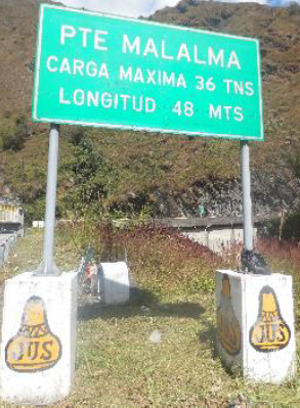 PTE MALALMA
CARGA MAXIMA 36 TNS
LONGITUD 48 MTS
JUS
JUS